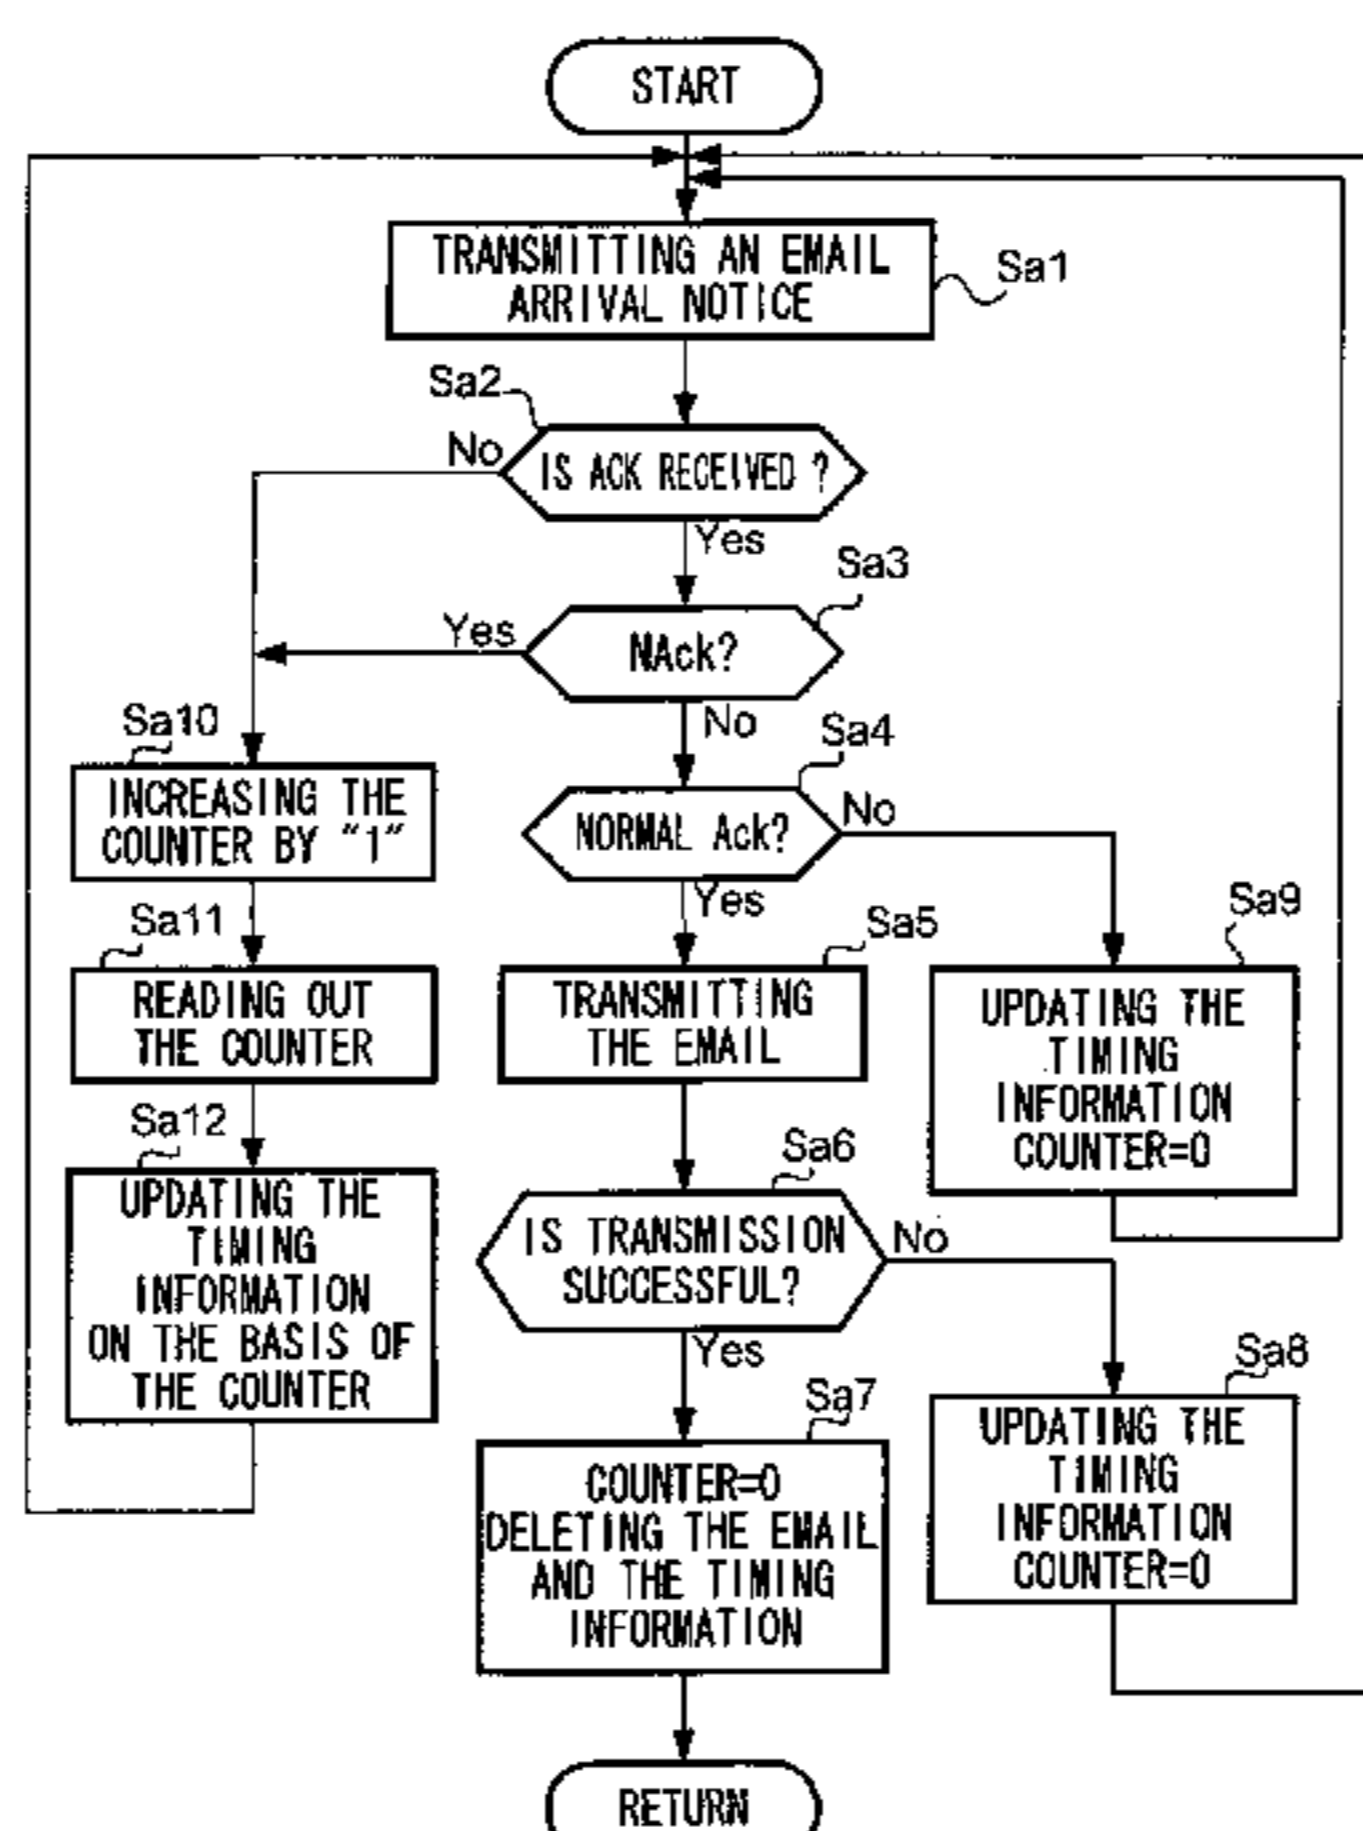 START
TRANSMITTING AN EMAIL
ARRIVAL NOTICE
Sa1
Sa2
No
IS ACK RECEIVED ?
Yes
Sa3
Yes
NAck?
No
Sa10
Sa4
INCREASING THE
COUNTER BY "1"
NORMAL Ack?
No
Yes
Sa11
Sa5
Sa9
READING OUT
THE COUNTER
TRANSMITTING
THE EMAIL
UPDATING THE
TIMING
INFORMATION
COUNTER=0
Sa12
Sa6
UPDATING THE
TIMING
INFORMATION
ON THE BASIS OF
THE COUNTER
IS TRANSMISSION
SUCCESSFUL?
No
Yes
Sa8
Sa7
UPDATING THE
TIMING
INFORMATION
COUNTER=0
COUNTER=0
DELETING THE EMAIL
AND THE TIMING
INFORMATION
RETURN